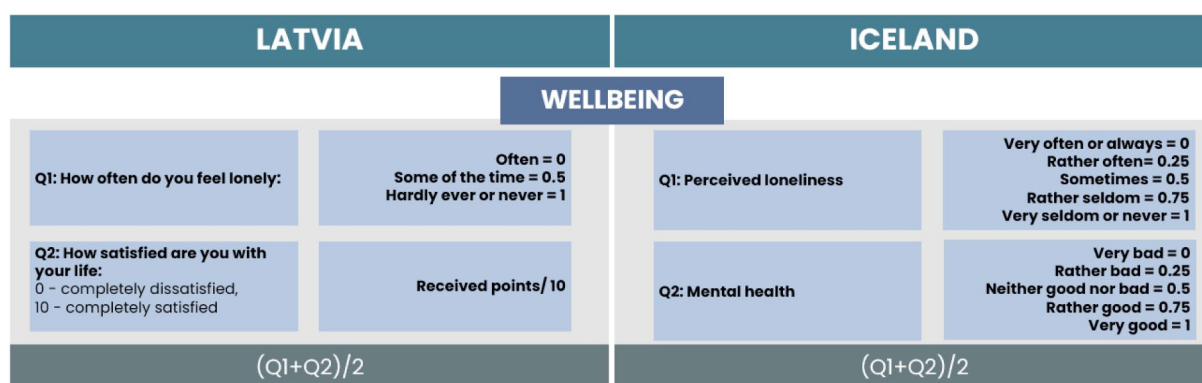 LATVIA
ICELAND
WELLBEING
Q1: How often do you feel lonely:
Often = 0
Some of the time = 0.5
Hardly ever or never = 1
Q2: How satisfied are you with
your life:
0 - completely dissatisfied,
10 - completely satisfied
Received points/ 10
(Q1+Q2)/2
Q1: Perceived loneliness
Very often or always = 0
Rather often= 0.25
Sometimes = 0.5
Rather seldom = 0.75
Very seldom or never = 1
Q2: Mental health
Very bad = 0
Rather bad = 0.25
Neither good nor bad = 0.5
Rather good = 0.75
Very good = 1
(Q1+Q2)/2